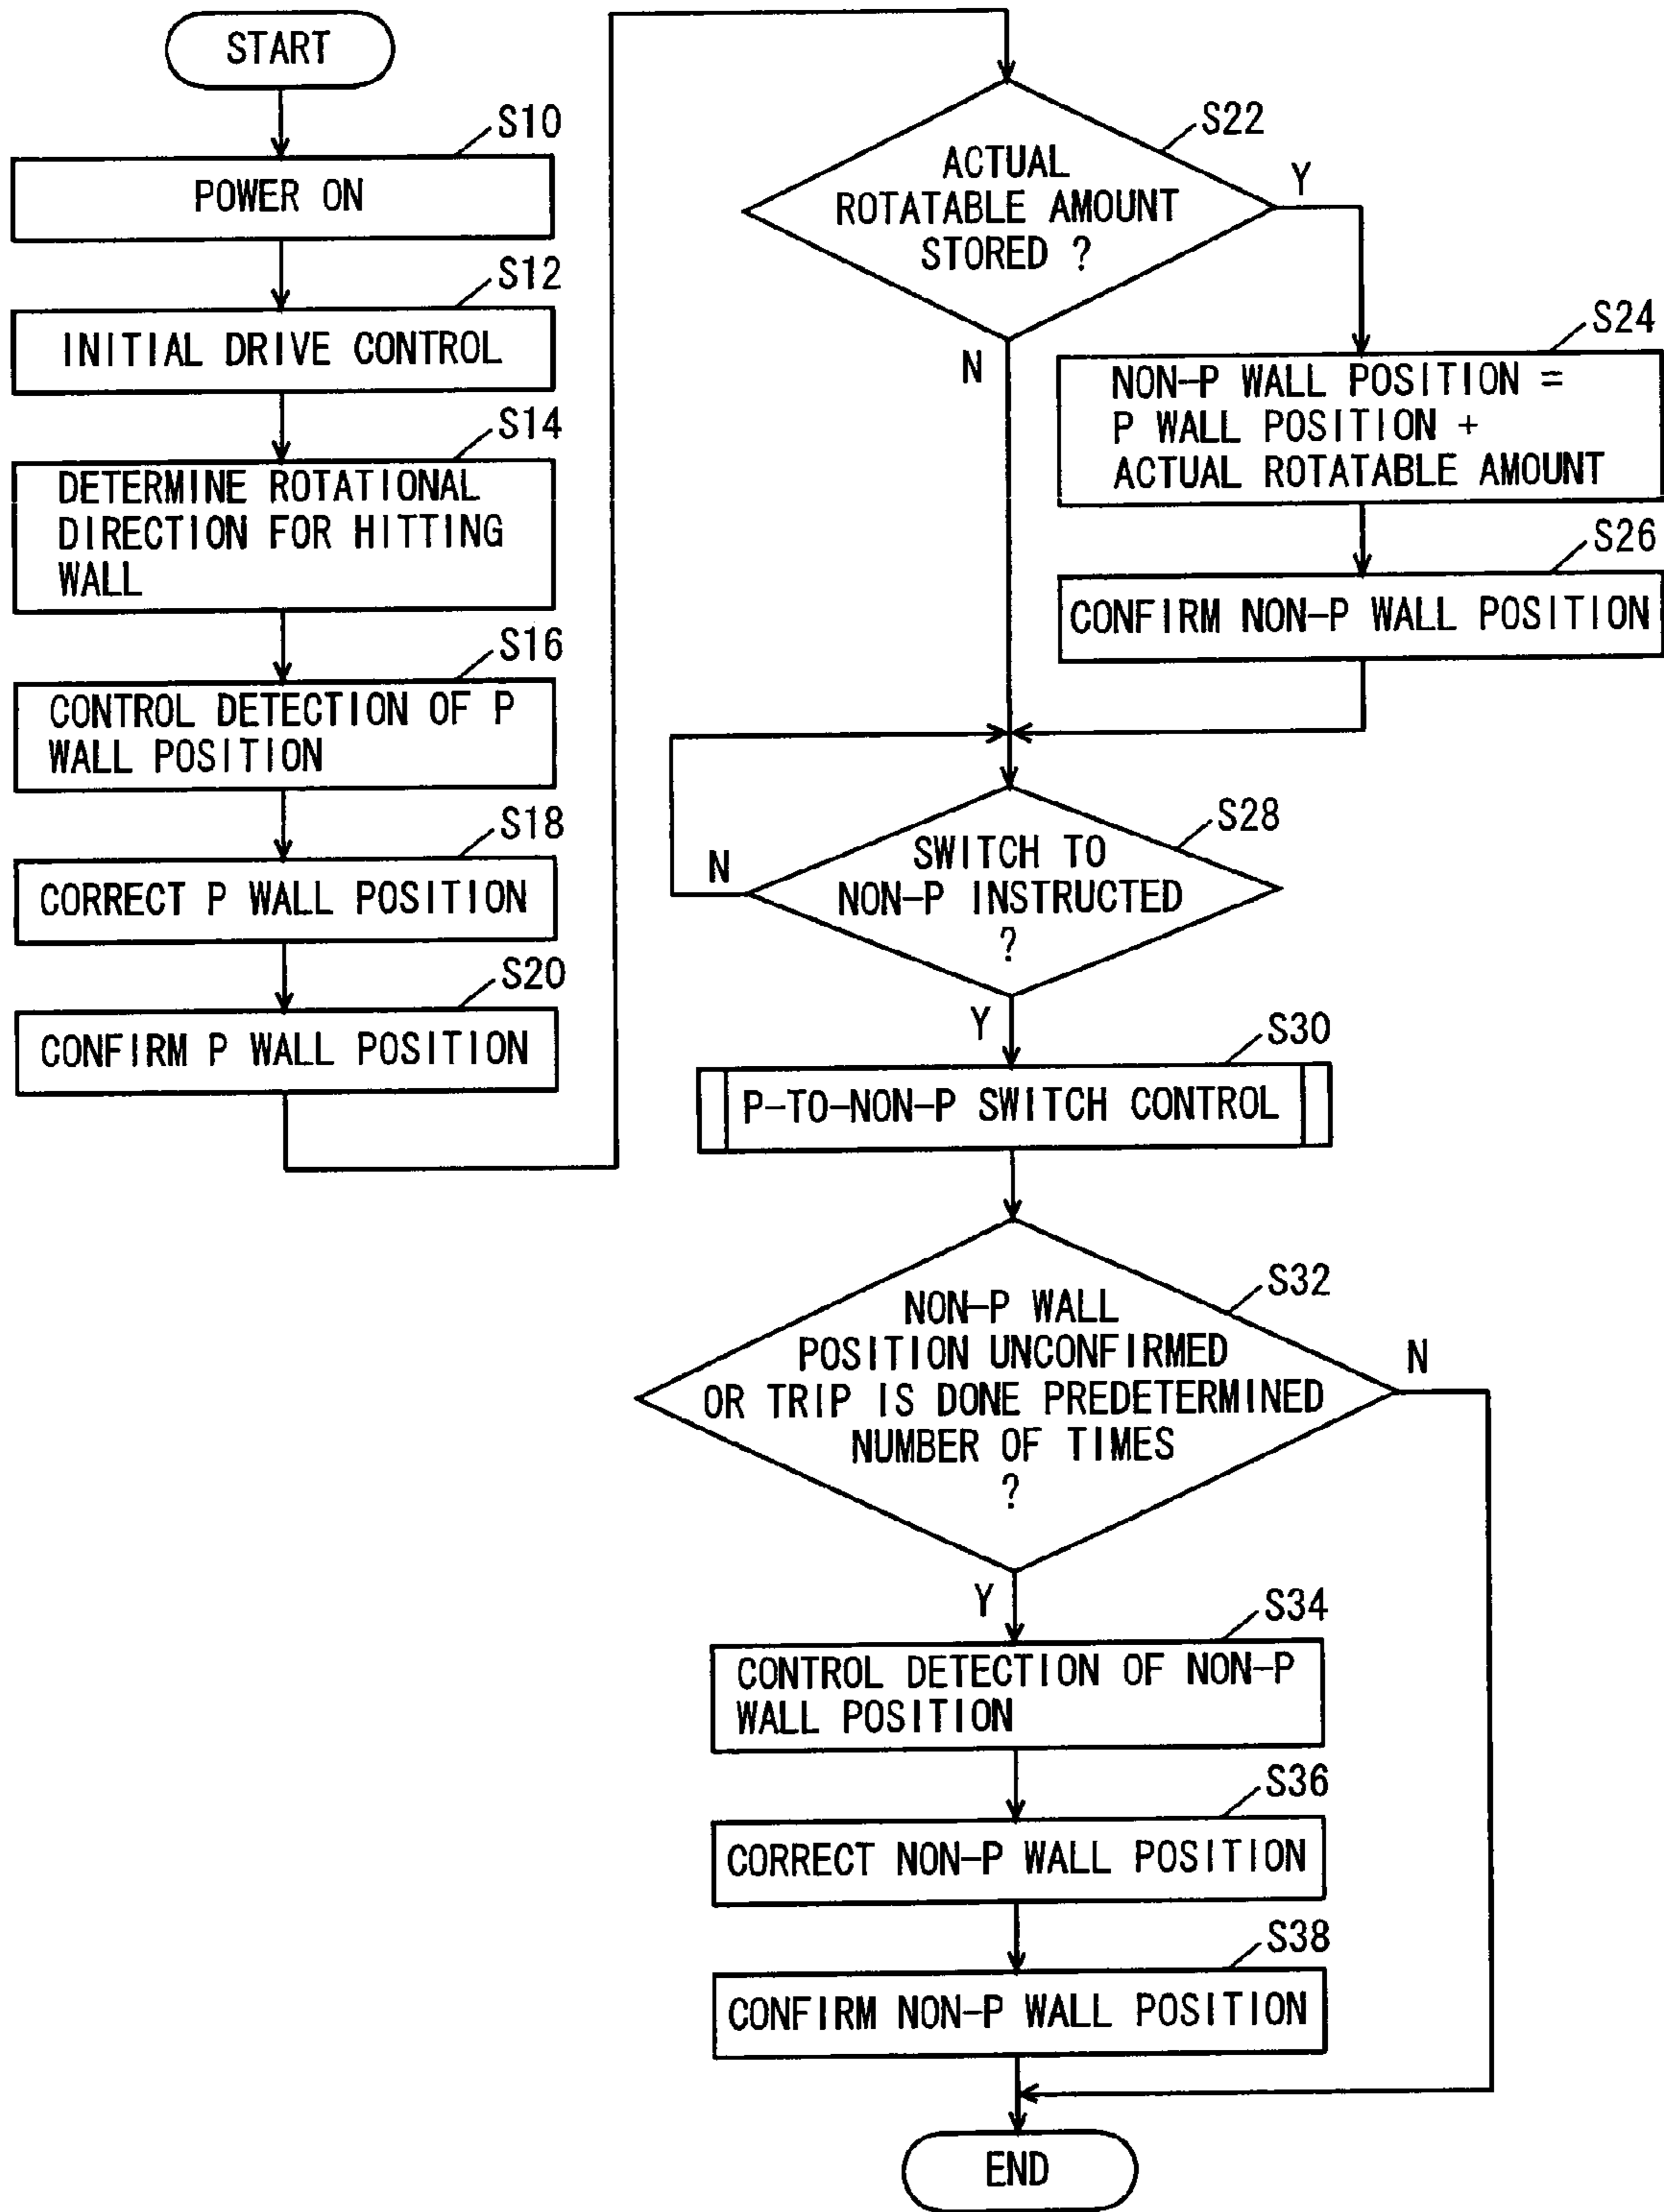 START
S10
POWER ON
S12
INITIAL DRIVE CONTROL
S14
DETERMINE ROTATIONAL
DIRECTION FOR HITTING
WALL
S16
CONTROL DETECTION OF P
WALL POSITION
S18
CORRECT P WALL POSITION
S20
CONFIRM P WALL POSITION
S22
ACTUAL
ROTATABLE AMOUNT
STORED ?
Y
N
S24
NON-P WALL POSITION =
P WALL POSITION +
ACTUAL ROTATABLE AMOUNT
S26
CONFIRM NON-P WALL POSITION
S28
SWITCH TO
NON-P INSTRUCTED
?
N
Y
S30
P-TO-NON-P SWITCH CONTROL
S32
NON-P WALL
POSITION UNCONFIRMED
OR TRIP IS DONE PREDETERMINED
NUMBER OF TIMES
?
N
Y
S34
CONTROL DETECTION OF NON-P
WALL POSITION
S36
CORRECT NON-P WALL POSITION
S38
CONFIRM NON-P WALL POSITION
END